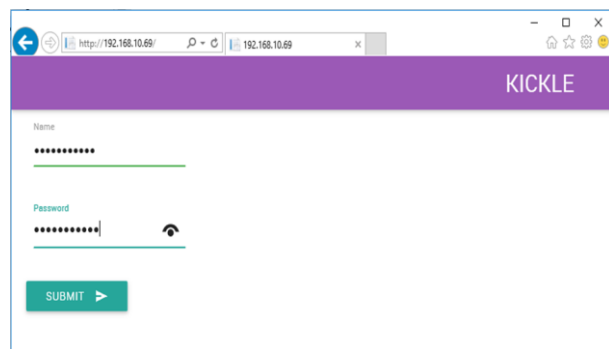 http://192.168.10.69/
192.168.10.69
KICKLE
Name
•••••••••••
Password
•••••••••••
SUBMIT